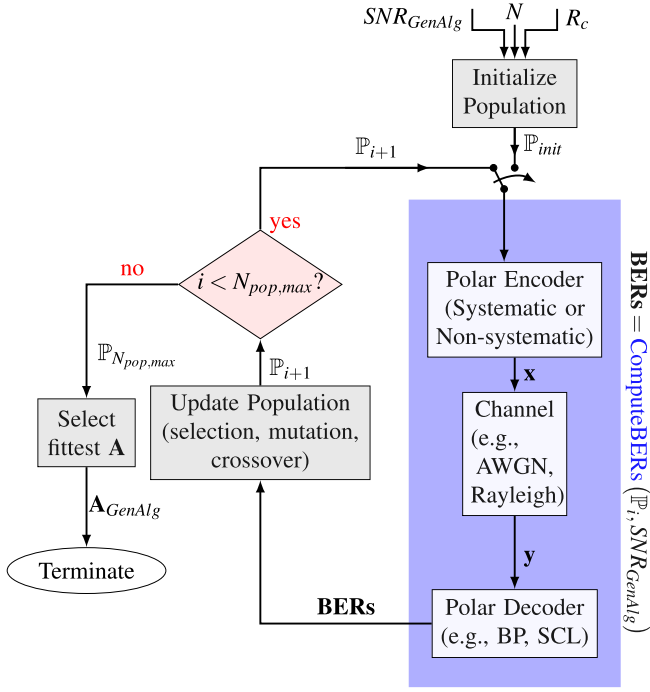 SNR_GenAlg N R_c
Initialize
Population
ℙ_init
ℙ_i+1
yes
no
i < N_pop,max?
ℙ_N_pop,max
ℙ_i+1
Polar Encoder
(Systematic or
Non-systematic)
x
Channel
(e.g.,
AWGN,
Rayleigh)
y
Polar Decoder
(e.g., BP, SCL)
BERs = ComputeBERs(ℙ_i, SNR_GenAlg)
Update Population
(selection, mutation,
crossover)
BERs
Select
fittest A
A_GenAlg
Terminate